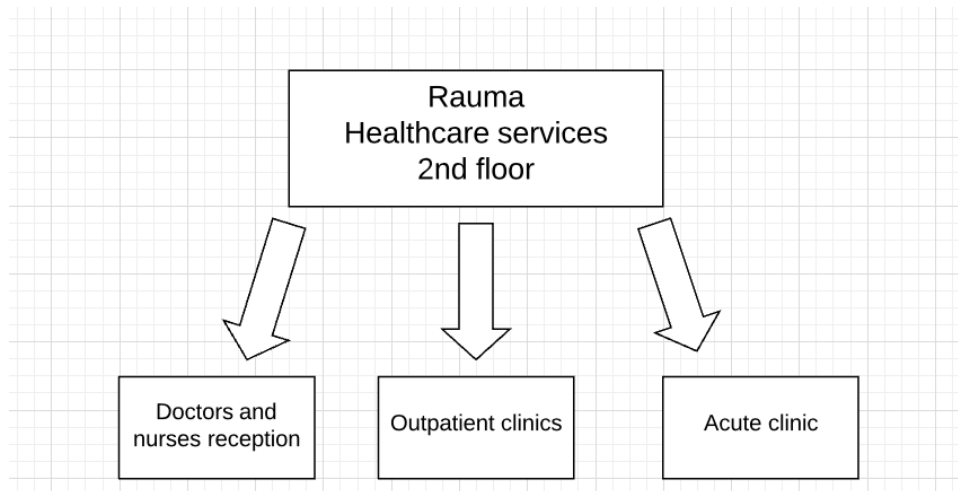 Rauma
Healthcare services
2nd floor
Doctors and
nurses reception
Outpatient clinics
Acute clinic